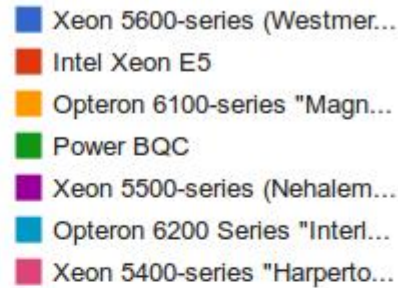 Xeon 5600-series (Westmer...
Intel Xeon E5
Opteron 6100-series "Magn...
Power BQC
Xeon 5500-series (Nehalem...
Opteron 6200 Series "Interl...
Xeon 5400-series "Harperto...